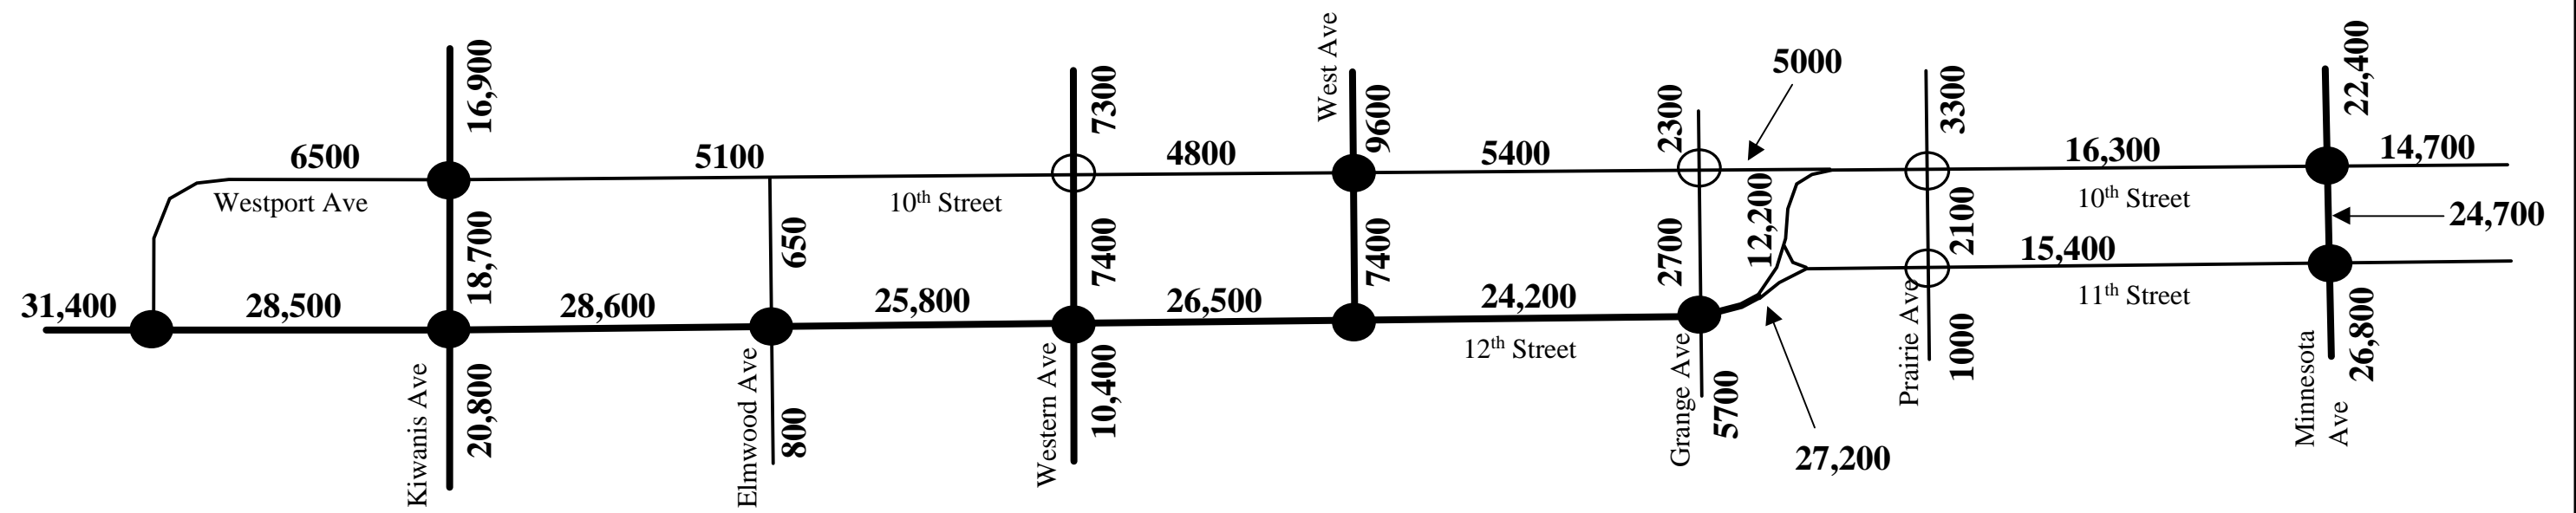 West Ave
5000
16,900
7300
9600
2300
3300
22,400
6500
5100
4800
5400
16,300
14,700
Westport Ave
10th Street
12,200
10th Street
18,700
650
7400
7400
2700
2100
24,700
15,400
11th Street
31,400
28,500
28,600
25,800
26,500
24,200
12th Street
Kiwanis Ave
20,800
Elmwood Ave
800
Western Ave
10,400
Grange Ave
5700
27,200
Prairie Ave
1000
Minnesota
Ave
26,800